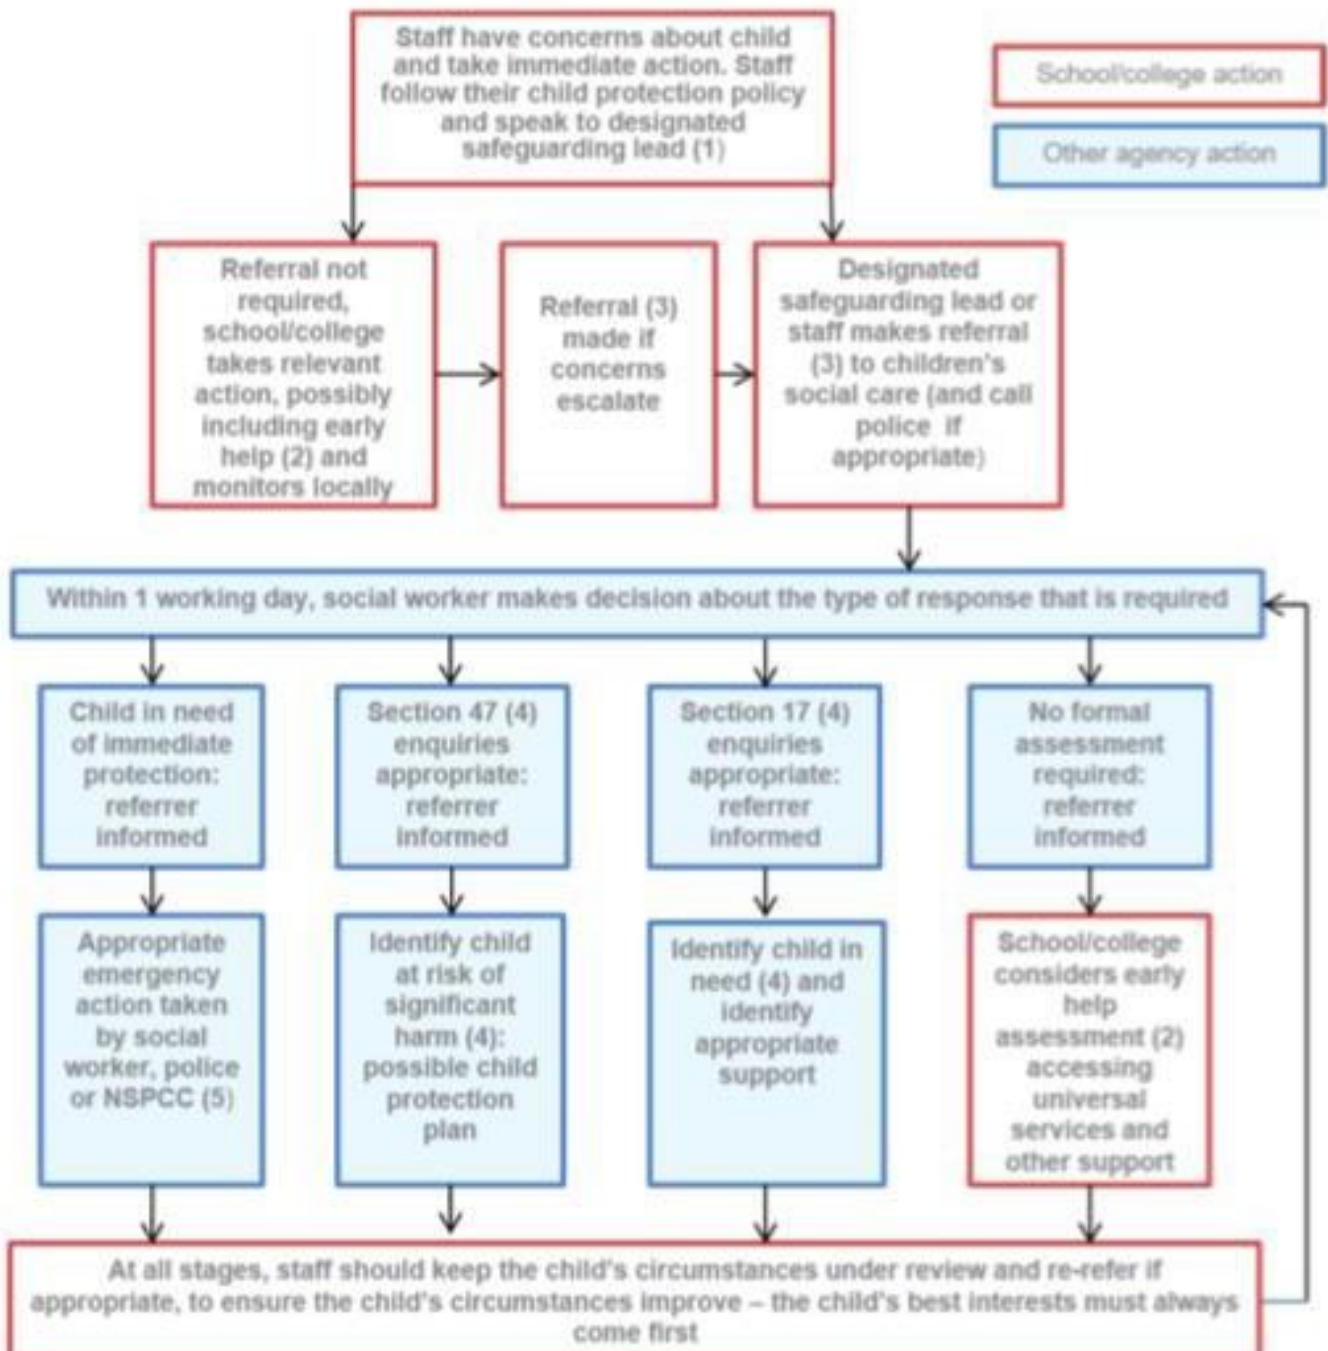 Staff have concerns about child
and take immediate action. Staff
follow their child protection policy
and speak to designated
safeguarding lead (1)
School/college action
Other agency action
Referral not
required,
school/college
takes relevant
action, possibly
including early
help (2) and
monitors locally
Referral (3)
made if
concerns
escalate
Designated
safeguarding lead or
staff makes referral
(3) to children's
social care (and call
police if
appropriate)
Within 1 working day, social worker makes decision about the type of response that is required
Child in need
of immediate
protection:
referrer
informed
Section 47 (4)
enquiries
appropriate:
referrer
informed
Section 17 (4)
enquiries
appropriate:
referrer
informed
No formal
assessment
required:
referrer
informed
Appropriate
emergency
action taken
by social
worker, police
or NSPCC (5)
Identify child
at risk of
significant
harm (4):
possible child
protection
plan
Identify child in
need (4) and
identify
appropriate
support
School/college
considers early
help
assessment (2)
accessing
universal
services and
other support
At all stages, staff should keep the child's circumstances under review and re-refer if
appropriate, to ensure the child's circumstances improve – the child's best interests must always
come first